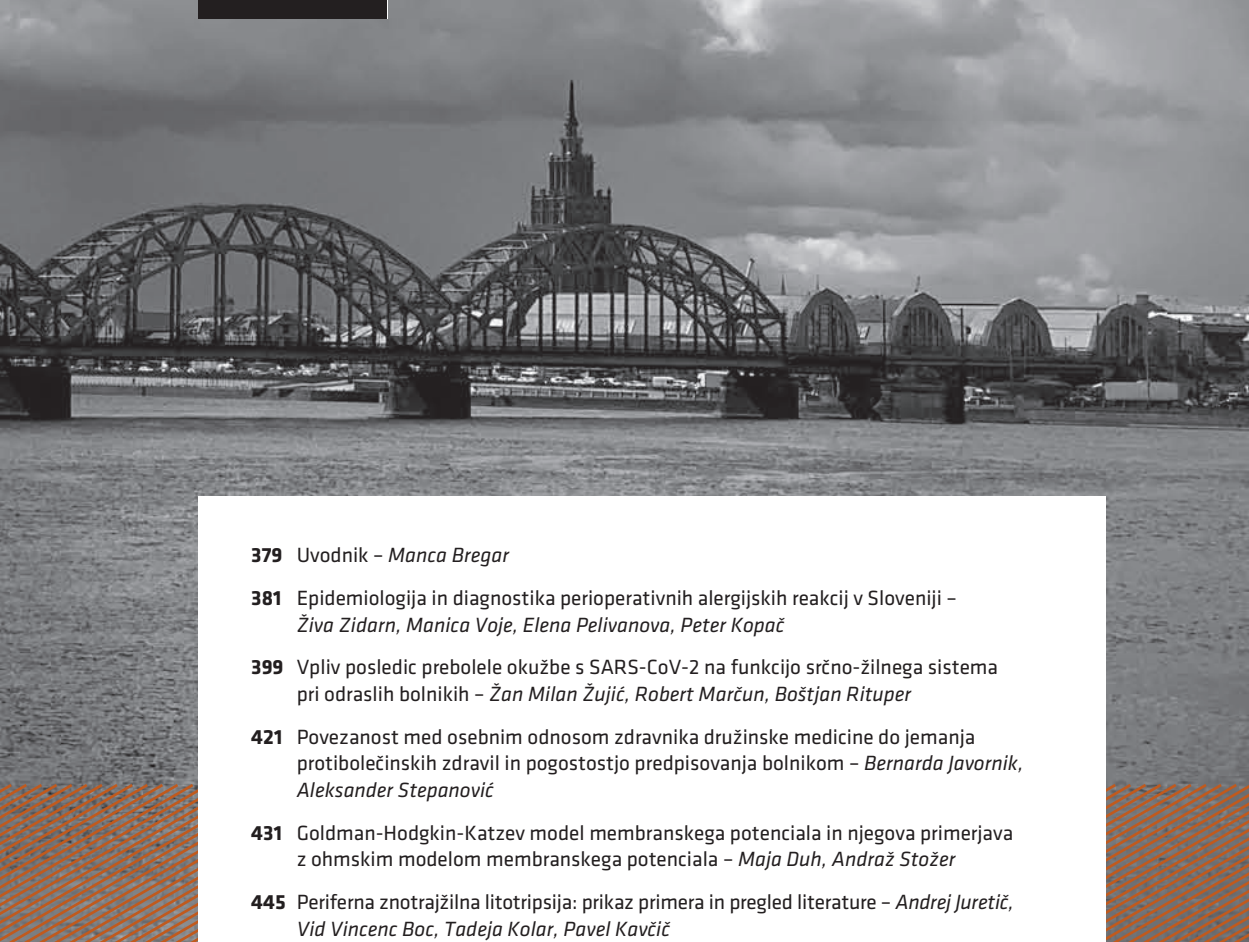 379 Uvodnik – Manca Bregar
381 Epidemiologija in diagnostika perioperativnih alergijskih reakcij v Sloveniji –
Živa Zidarn, Manica Voje, Elena Pelivanova, Peter Kopač
399 Vpliv posledic prebolele okužbe s SARS-CoV-2 na funkcijo srčno-žilnega sistema
pri odraslih bolnikih – Žan Milan Žujić, Robert Marčun, Boštjan Rituper
421 Povezanost med osebnim odnosom zdravnika družinske medicine do jemanja
protibolečinskih zdravil in pogostostjo predpisovanja bolnikom – Bernarda Javornik,
Aleksander Stepanović
431 Goldman-Hodgkin-Katzev model membranskega potenciala in njegova primerjava
z ohmskim modelom membranskega potenciala – Maja Duh, Andraž Stožer
445 Periferna znotrajžilna litotripsija: prikaz primera in pregled literature – Andrej Juretič,
Vid Vincenc Boc, Tadeja Kolar, Pavel Kavčič